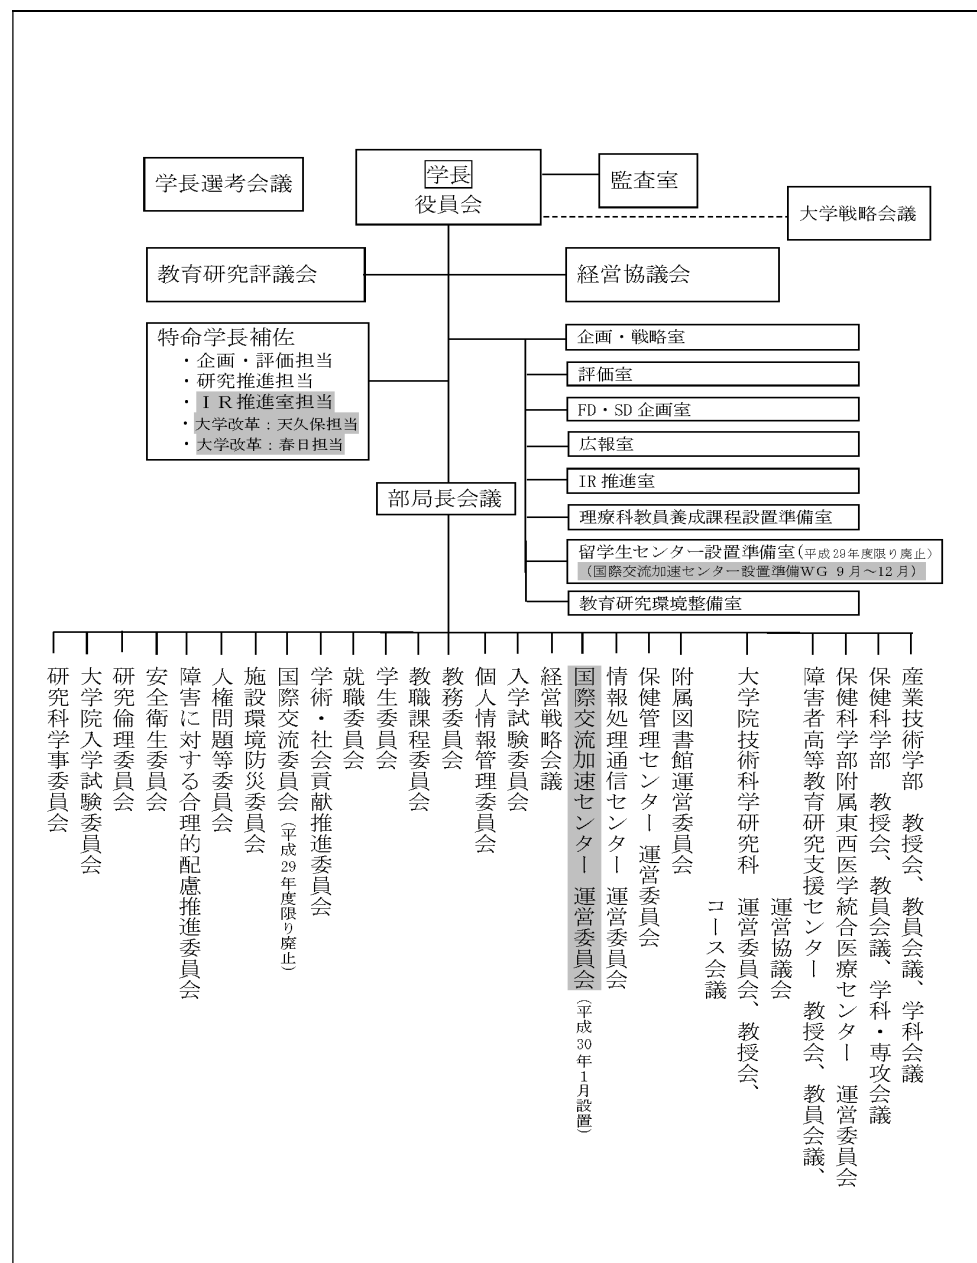 学長選考会議
学長
役員会
監査室
大学戦略会議
教育研究評議会
経営協議会
特命学長補佐
・企画・評価担当
・研究推進担当
・ＩＲ推進室担当
・大学改革：天久保担当
・大学改革：春日担当
企画・戦略室
評価室
FD・SD 企画室
広報室
IR 推進室
理療科教員養成課程設置準備室
留学生センター設置準備室(平成29年度限り廃止)
（国際交流加速センター設置準備WG 9月～12月）
教育研究環境整備室
部局長会議
産業技術学部　教授会、教員会議、学科会議
保健科学部　教授会、教員会議、学科・専攻会議
保健科学部附属東西医学統合医療センター　運営委員会
障害者高等教育研究支援センター　教授会、教員会議、
運営協議会
大学院技術科学研究科　運営委員会、教授会、
コース会議
附属図書館運営委員会
保健管理センター　運営委員会
情報処理通信センター　運営委員会
国際交流加速センター　運営委員会（平成30年1月設置）
経営戦略会議
入学試験委員会
個人情報管理委員会
教務委員会
教職課程委員会
学生委員会
就職委員会
学術・社会貢献推進委員会
国際交流委員会（平成29年度限り廃止）
施設環境防災委員会
人権問題等委員会
障害に対する合理的配慮推進委員会
安全衛生委員会
研究倫理委員会
大学院入学試験委員会
研究科学事委員会